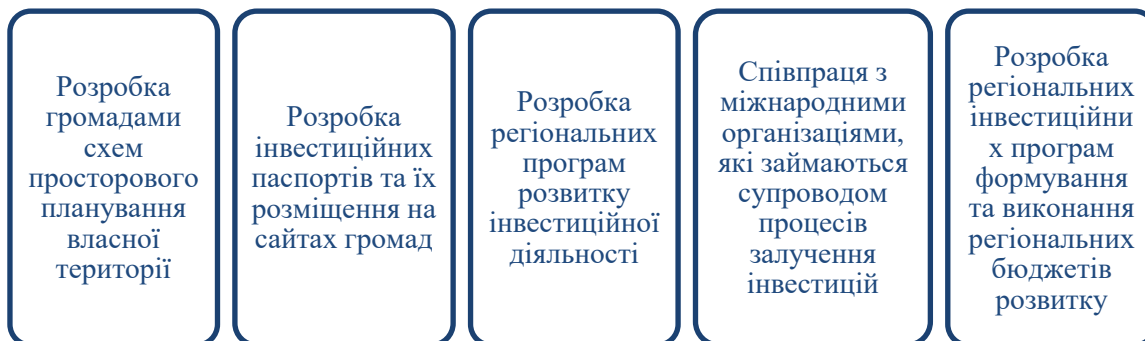 Розробка
громадами
схем
просторового
планування
власної
території
Розробка
інвестиційних
паспортів та їх
розміщення на
сайтах громад
Розробка
регіональних
програм
розвитку
інвестиційної
діяльності
Співпраця з
міжнародними
організаціями,
які займаються
супроводом
процесів
залучення
інвестицій
Розробка
регіональних
інвестиційни
х програм
формування
та виконання
регіональних
бюджетів
розвитку